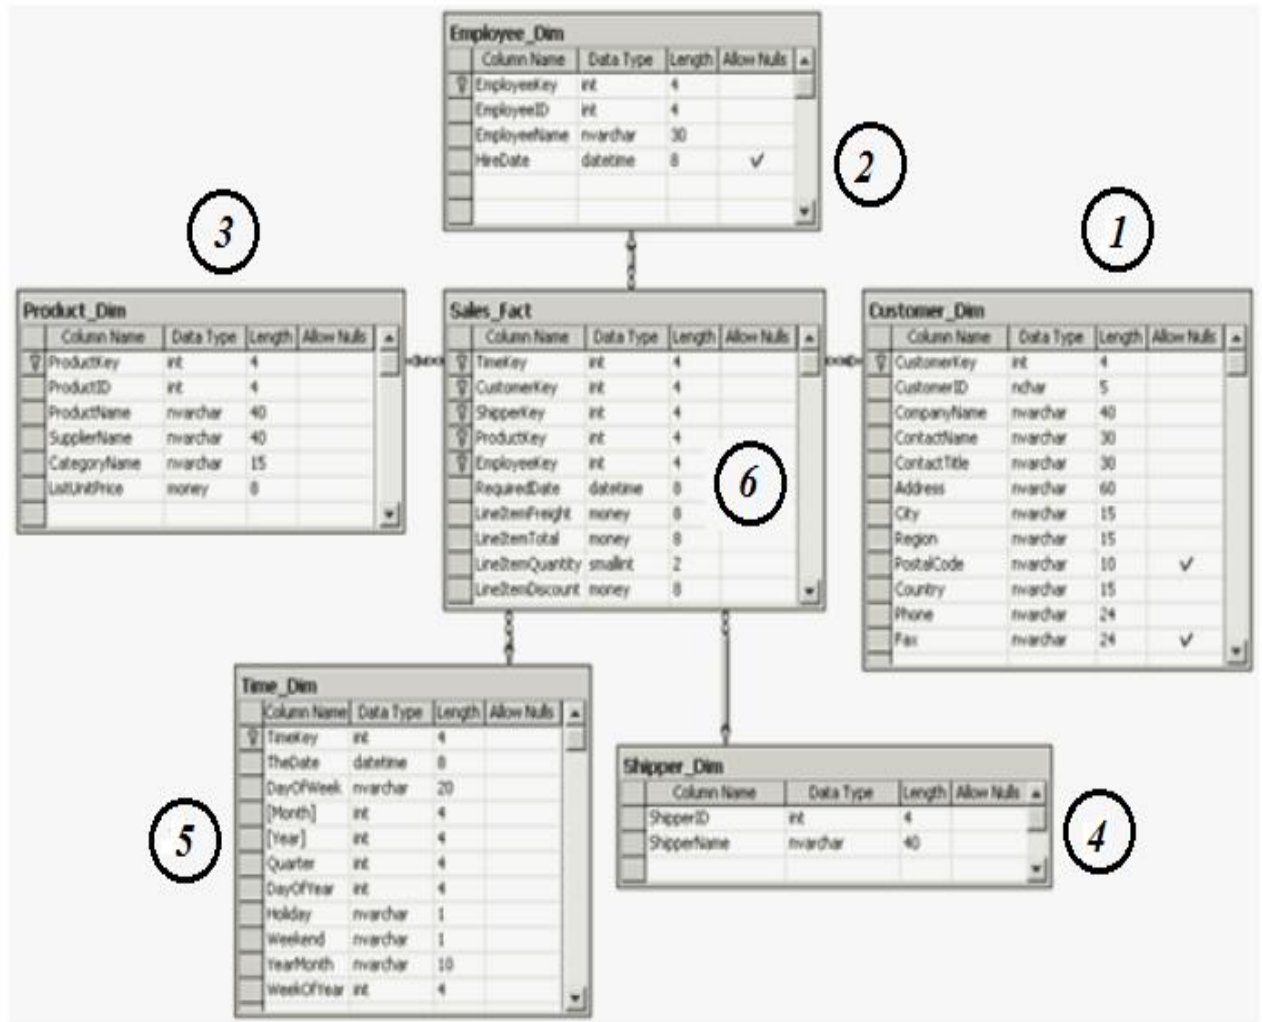 Employee_Dim
Column Name Data Type Length Allow Nulls
EmployeeKey int 4
EmployeeID int 4
EmployeeName nvarchar 30
HireDate datetime 8 ✓
2
3
1
Product_Dim
Column Name Data Type Length Allow Nulls
ProductKey int 4
ProductID int 4
ProductName nvarchar 40
SupplierName nvarchar 40
CategoryName nvarchar 15
ListUnitPrice money 8
Sales_Fact
Column Name Data Type Length Allow Nulls
TimeKey int 4
CustomerKey int 4
ShipperKey int 4
ProductKey int 4
EmployeeKey int 4
RequiredDate datetime 8
LineItemFreight money 8
LineItemTotal money 8
LineItemQuantity smallint 2
LineItemDiscount money 8
6
Customer_Dim
Column Name Data Type Length Allow Nulls
CustomerKey int 4
CustomerID nchar 5
CompanyName nvarchar 40
ContactName nvarchar 30
ContactTitle nvarchar 30
Address nvarchar 60
City nvarchar 15
Region nvarchar 15
PostalCode nvarchar 10 ✓
Country nvarchar 15
Phone nvarchar 24
Fax nvarchar 24 ✓
Time_Dim
Column Name Data Type Length Allow Nulls
TimeKey int 4
TheDate datetime 8
DayOfWeek nvarchar 20
[Month] int 4
[Year] int 4
Quarter int 4
DayOfYear int 4
Holiday nvarchar 1
Weekend nvarchar 1
YearMonth nvarchar 10
WeekOfYear int 4
5
Shipper_Dim
Column Name Data Type Length Allow Nulls
ShipperID int 4
ShipperName nvarchar 40
4